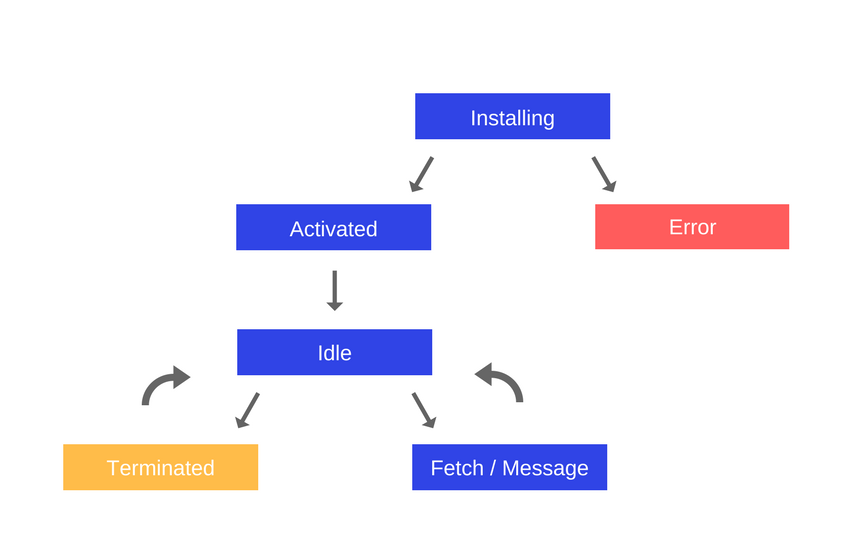 Installing
Activated
Error
Idle
Terminated
Fetch / Message